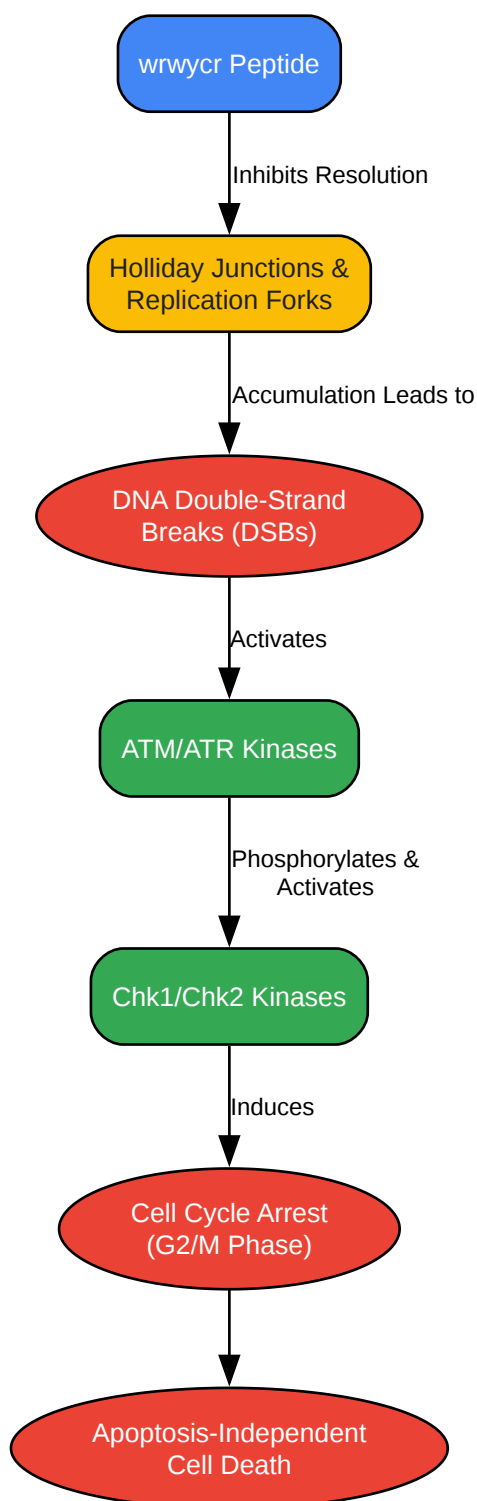 wrwycr Peptide
Inhibits Resolution
Holliday Junctions &
Replication Forks
Accumulation Leads to
DNA Double-Strand
Breaks (DSBs)
Activates
ATM/ATR Kinases
Phosphorylates &
Activates
Chk1/Chk2 Kinases
Induces
Cell Cycle Arrest
(G2/M Phase)
Apoptosis-Independent
Cell Death